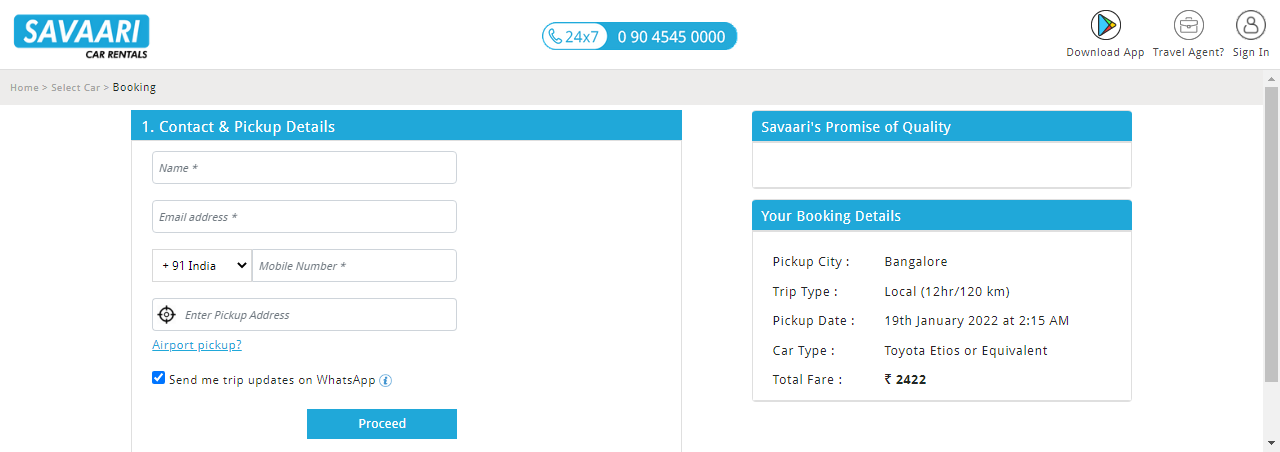 SAVAARI
CAR RENTALS
24x7 0 90 4545 0000
Download App Travel Agent? Sign In
Home > Select Car > Booking
1. Contact & Pickup Details
Name *
Email address *
+ 91 India Mobile Number *
Enter Pickup Address
Airport pickup?
Send me trip updates on WhatsApp i
Proceed
Savaari's Promise of Quality
Your Booking Details
Pickup City : Bangalore
Trip Type : Local (12hr/120 km)
Pickup Date : 19th January 2022 at 2:15 AM
Car Type : Toyota Etios or Equivalent
Total Fare : ₹ 2422